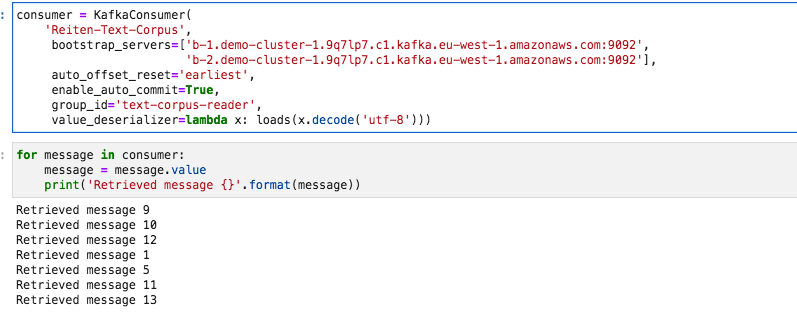 : consumer = KafkaConsumer(
'Reiten-Text-Corpus',
bootstrap_servers=['b-1.demo-cluster-1.9q7lp7.c1.kafka.eu-west-1.amazonaws.com:9092',
'b-2.demo-cluster-1.9q7lp7.c1.kafka.eu-west-1.amazonaws.com:9092'],
auto_offset_reset='earliest',
enable_auto_commit=True,
group_id='text-corpus-reader',
value_deserializer=lambda x: loads(x.decode('utf-8')))
: for message in consumer:
message = message.value
print('Retrieved message {}'.format(message))
Retrieved message 9
Retrieved message 10
Retrieved message 12
Retrieved message 1
Retrieved message 5
Retrieved message 11
Retrieved message 13